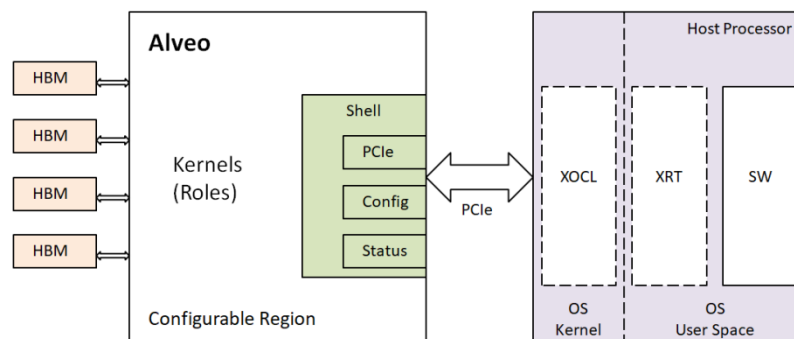 Alveo
HBM
HBM
HBM
HBM
Kernels
(Roles)
Shell
PCIe
Config
Status
Configurable Region
PCIe
Host Processor
XOCL
XRT
SW
OS
Kernel
OS
User Space